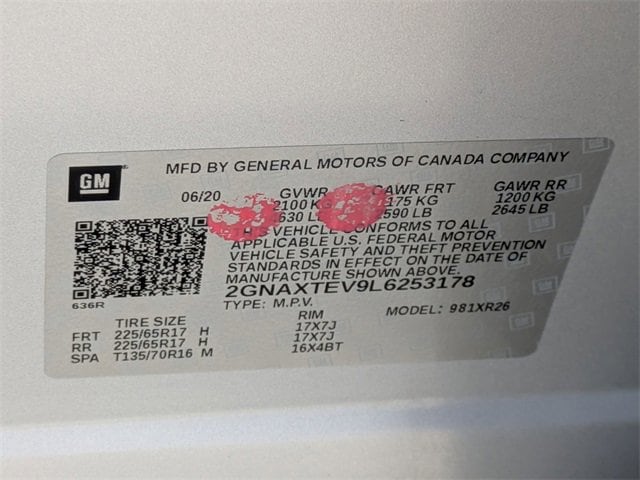 GM
MFD BY GENERAL MOTORS OF CANADA COMPANY
06/20 GVWR GAWR FRT GAWR RR
2100 KG 1175 KG 1200 KG
4630 LB 2590 LB 2645 LB
THIS VEHICLE CONFORMS TO ALL
APPLICABLE U.S. FEDERAL MOTOR
VEHICLE SAFETY AND THEFT PREVENTION
STANDARDS IN EFFECT ON THE DATE OF
MANUFACTURE SHOWN ABOVE.
2GNAXTEV9L6253178
636R
TYPE: M.P.V. MODEL: 981XR26
TIRE SIZE RIM
FRT 225/65R17 H 17X7J
RR 225/65R17 H 17X7J
SPA T135/70R16 M 16X4BT